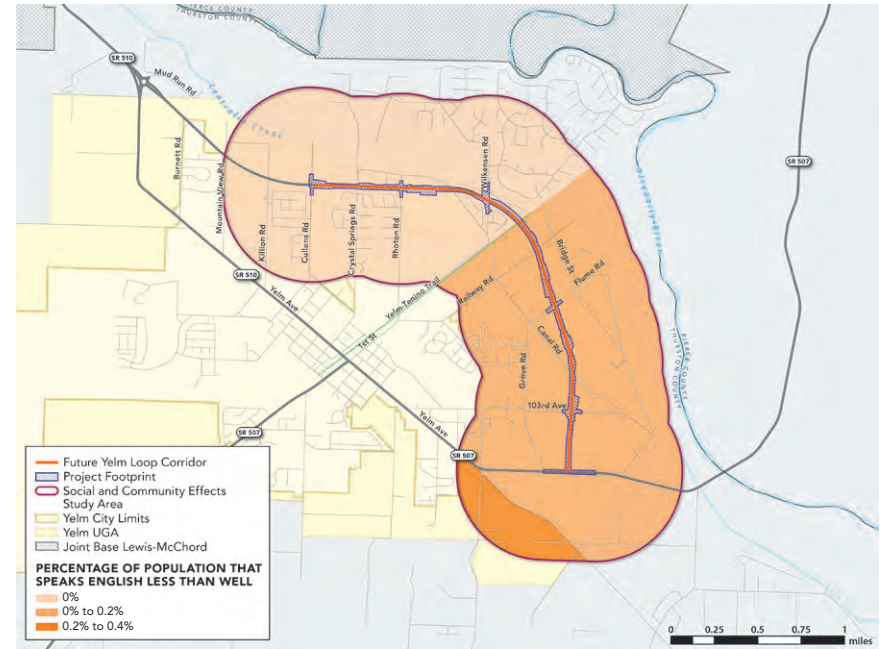 PIERCE COUNTY
THURSTON COUNTY
SR 510
Mud Run Rd
Centralia Canal
Burnett Rd
Mountain View Rd
Killion Rd
Cullens Rd
Crystal Springs Rd
Rhoton Rd
Wilkensen Rd
SR 507
Nisqually River
Bridge St
Flume Rd
SR 510
Yelm Ave
Yelm-Tenino Trail
Railway Rd
1st St
Canal Rd
Grove Rd
PIERCE COUNTY
THURSTON COUNTY
103rd Ave
Yelm Ave
SR 507
SR 507
Future Yelm Loop Corridor
Project Footprint
Social and Community Effects
Study Area
Yelm City Limits
Yelm UGA
Joint Base Lewis-McChord
PERCENTAGE OF POPULATION THAT
SPEAKS ENGLISH LESS THAN WELL
0%
0% to 0.2%
0.2% to 0.4%
0 0.25 0.5 0.75 1
miles